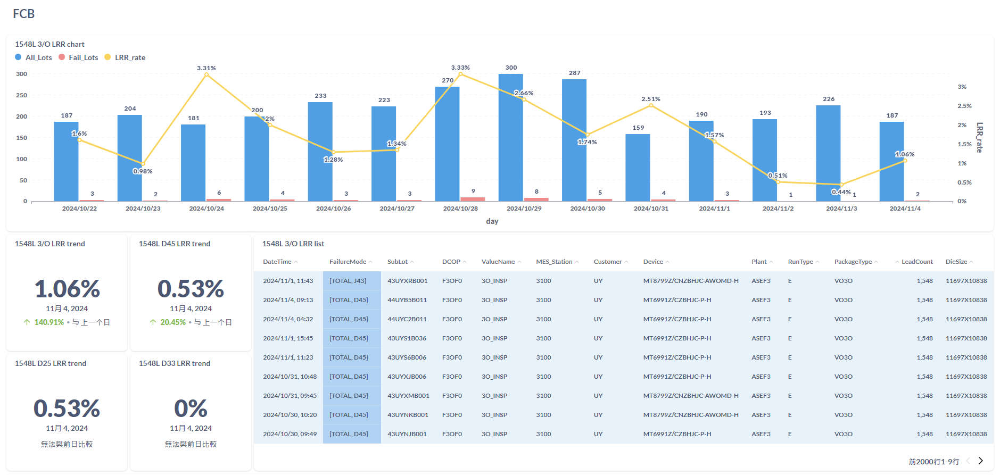 FCB
1548L 3/O LRR chart
All_Lots Fail_Lots LRR_rate
300
250
200
150
100
50
0
187 204 181 200 233 223 270 300 287 159 190 193 226 187
3 2 6 4 3 3 9 8 5 4 3 1 1 2
1.6% 0.98% 3.31% 2% 1.28% 1.34% 3.33% 2.66% 1.74% 2.51% 1.57% 0.51% 0.44% 1.06%
3%
2.5%
2%
1.5%
1%
0.5%
0%
LRR_rate
2024/10/22 2024/10/23 2024/10/24 2024/10/25 2024/10/26 2024/10/27 2024/10/28 2024/10/29 2024/10/30 2024/10/31 2024/11/1 2024/11/2 2024/11/3 2024/11/4
day
1548L 3/O LRR trend
1.06%
11月 4, 2024
↑ 140.91% • 与 上一个日
1548L D45 LRR trend
0.53%
11月 4, 2024
↑ 20.45% • 与 上一个日
1548L D25 LRR trend
0.53%
11月 4, 2024
無法與前日比較
1548L D33 LRR trend
0%
11月 4, 2024
無法與前日比較
1548L 3/O LRR list
DateTime FailureMode SubLot DCOP ValueName MES_Station Customer Device Plant RunType PackageType LeadCount DieSize
2024/11/1, 11:43 [TOTAL, J43] 43UYXRB001 F3OF0 3O_INSP 3100 UY MT8799Z/CNZBHJC-AWOMD-H ASEF3 E VO3O 1,548 11697X10838
2024/11/4, 09:13 [TOTAL, D45] 44UYB5B011 F3OF0 3O_INSP 3100 UY MT6991Z/CZBHJC-P-H ASEF3 E VO3O 1,548 11697X10838
2024/11/4, 04:32 [TOTAL, D45] 44UYC2B011 F3OF0 3O_INSP 3100 UY MT6991Z/CZBHJC-P-H ASEF3 E VO3O 1,548 11697X10838
2024/11/1, 15:45 [TOTAL, D45] 43UYS1B036 F3OF0 3O_INSP 3100 UY MT6991Z/CZBHJC-P-H ASEF3 E VO3O 1,548 11697X10838
2024/11/1, 11:23 [TOTAL, D45] 43UYS6B006 F3OF0 3O_INSP 3100 UY MT6991Z/CZBHJC-P-H ASEF3 E VO3O 1,548 11697X10838
2024/10/31, 10:48 [TOTAL, D45] 43UYXJB006 F3OF0 3O_INSP 3100 UY MT6991Z/CZBHJC-P-H ASEF3 E VO3O 1,548 11697X10838
2024/10/31, 09:45 [TOTAL, D45] 43UYXMB001 F3OF0 3O_INSP 3100 UY MT8799Z/CNZBHJC-AWOMD-H ASEF3 E VO3O 1,548 11697X10838
2024/10/30, 10:20 [TOTAL, D45] 43UYNKB001 F3OF0 3O_INSP 3100 UY MT8799Z/CNZBHJC-AWOMD-H ASEF3 E VO3O 1,548 11697X10838
2024/10/30, 09:49 [TOTAL, D45] 43UYNJB001 F3OF0 3O_INSP 3100 UY MT6991Z/CZBHJC-P-H ASEF3 E VO3O 1,548 11697X10838
前2000行1-9行